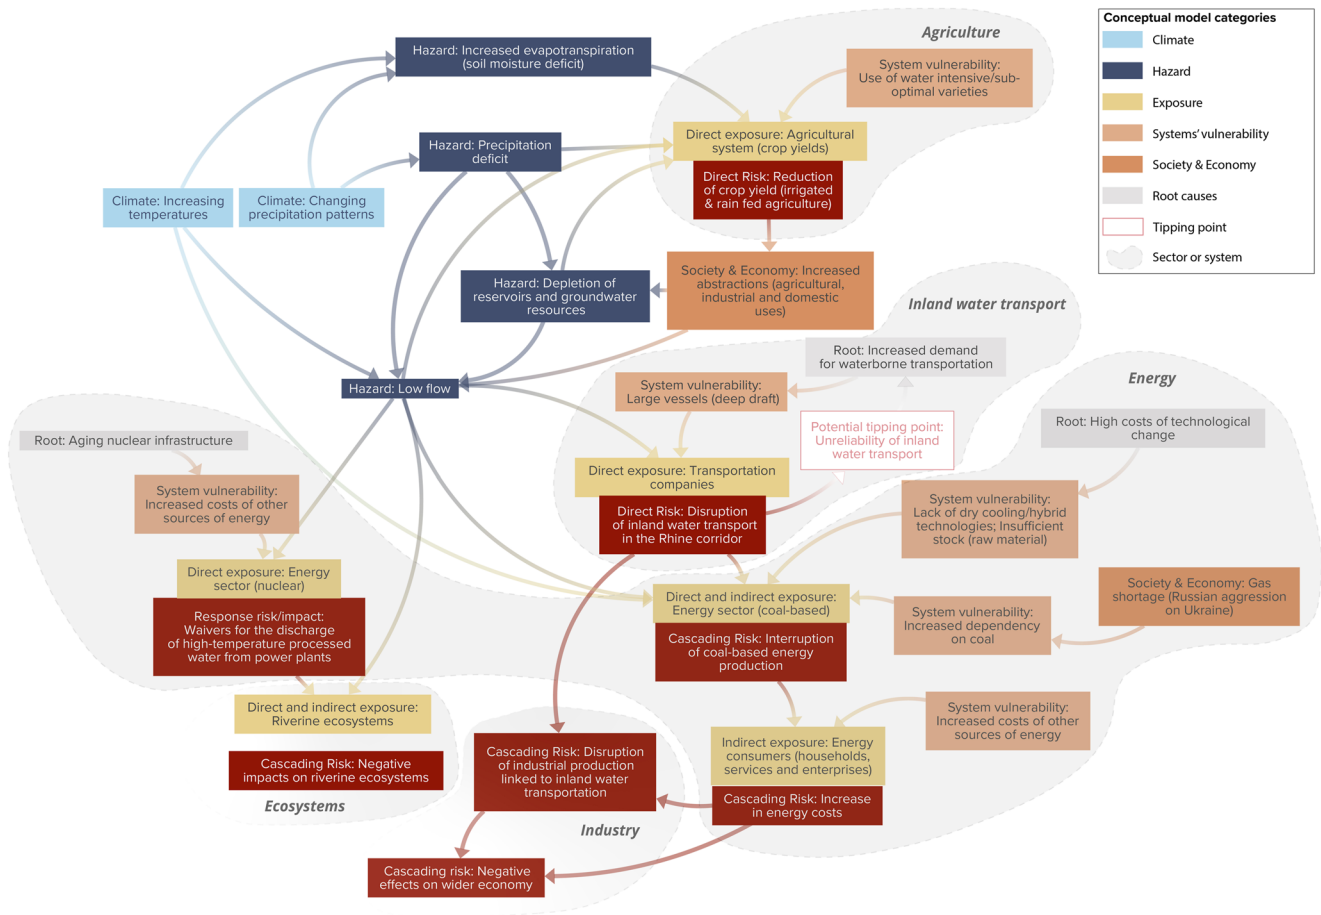 Conceptual model categories
Climate
Hazard
Exposure
Systems' vulnerability
Society & Economy
Root causes
Tipping point
Sector or system
Agriculture
Hazard: Increased evapotranspiration
(soil moisture deficit)
System vulnerability:
Use of water intensive/sub-
optimal varieties
Direct exposure: Agricultural
system (crop yields)
Hazard: Precipitation
deficit
Direct Risk: Reduction
of crop yield (irrigated
& rain fed agriculture)
Climate: Increasing
temperatures
Climate: Changing
precipitation patterns
Society & Economy: Increased
abstractions (agricultural,
industrial and domestic
uses)
Hazard: Depletion of
reservoirs and groundwater
resources
Inland water transport
Root: Increased demand
for waterborne transportation
Hazard: Low flow
System vulnerability:
Large vessels (deep draft)
Energy
Potential tipping point:
Unreliability of inland
water transport
Root: High costs of technological
change
Root: Aging nuclear infrastructure
Direct exposure: Transportation
companies
System vulnerability:
Increased costs of other
sources of energy
Direct Risk: Disruption
of inland water transport
in the Rhine corridor
System vulnerability:
Lack of dry cooling/hybrid
technologies; Insufficient
stock (raw material)
Direct exposure: Energy
sector (nuclear)
Direct and indirect exposure:
Energy sector (coal-based)
Society & Economy: Gas
shortage (Russian aggression
on Ukraine)
Response risk/impact:
Waivers for the discharge
of high-temperature processed
water from power plants
Cascading Risk: Interruption
of coal-based energy
production
System vulnerability:
Increased dependency
on coal
Direct and indirect exposure:
Riverine ecosystems
System vulnerability:
Increased costs of other
sources of energy
Cascading Risk: Negative
impacts on riverine ecosystems
Ecosystems
Cascading Risk: Disruption
of industrial production
linked to inland water
transportation
Indirect exposure: Energy
consumers (households,
services and enterprises)
Cascading Risk: Increase
in energy costs
Industry
Cascading risk: Negative
effects on wider economy